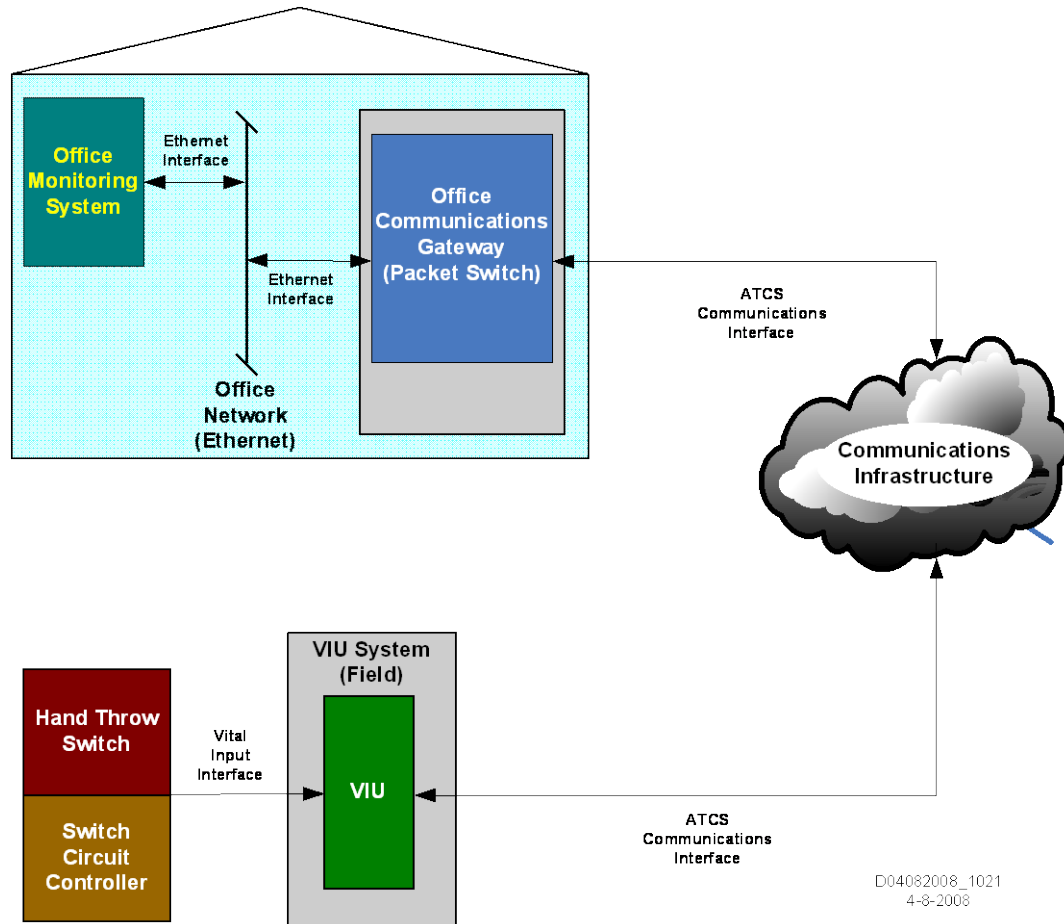 Office
Monitoring
System
Ethernet
Interface
Office
Communications
Gateway
(Packet Switch)
Ethernet
Interface
Office
Network
(Ethernet)
ATCS
Communications
Interface
Communications
Infrastructure
VIU System
(Field)
Hand Throw
Switch
Vital
Input
Interface
VIU
Switch
Circuit
Controller
ATCS
Communications
Interface
D04082008_1021
4-8-2008